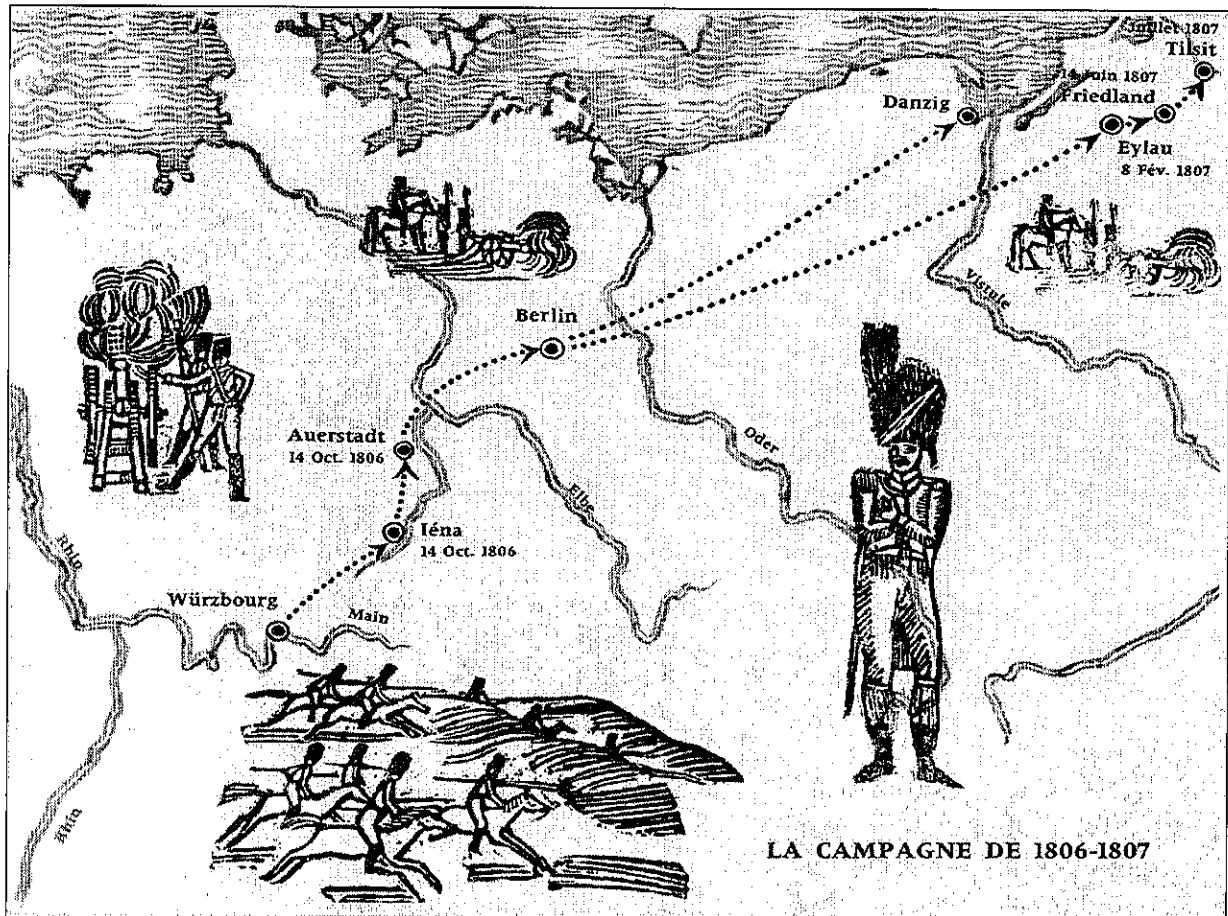 Juillet 1807
Tilsit
14 Juin 1807
Friedland
Danzig
Eylau
8 Fév. 1807
Vistule
Berlin
Auerstadt
14 Oct. 1806
Oder
Elbe
Iéna
14 Oct. 1806
Rhin
Würzbourg
Main
Rhin
LA CAMPAGNE DE 1806-1807